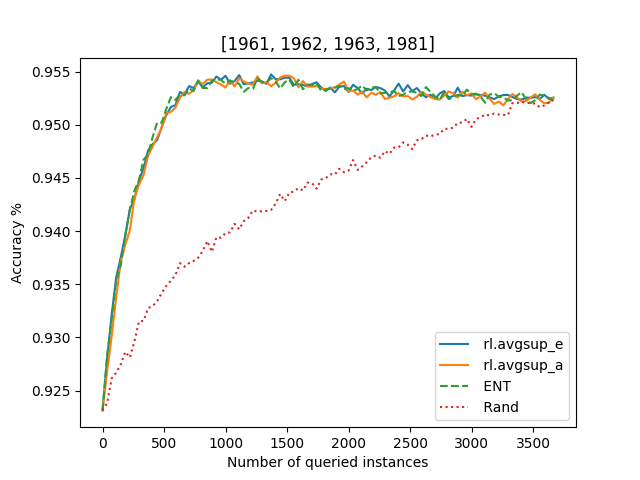 [1961, 1962, 1963, 1981]
0.955
0.950
0.945
0.940
0.935
0.930
0.925
Accuracy %
0 500 1000 1500 2000 2500 3000 3500
Number of queried instances
rl.avgsup_e
rl.avgsup_a
ENT
Rand